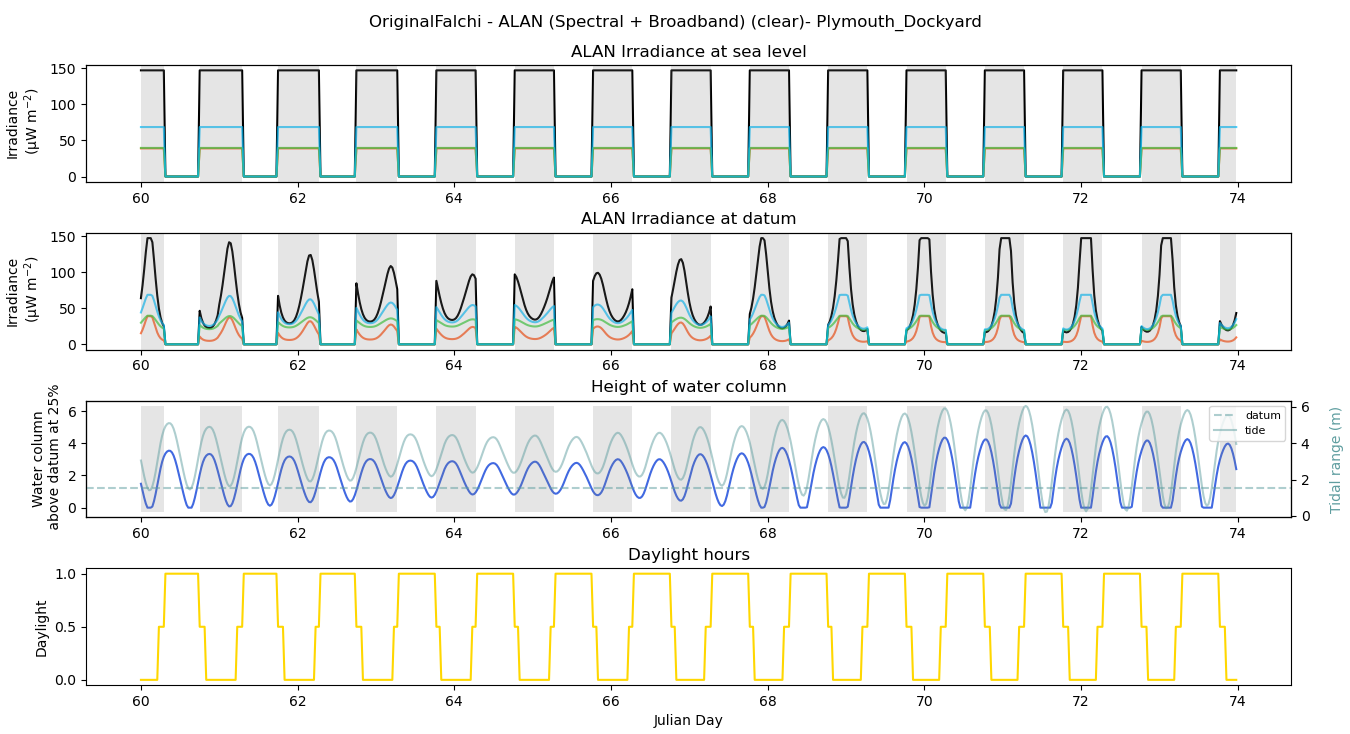 OriginalFalchi - ALAN (Spectral + Broadband) (clear)- Plymouth_Dockyard
ALAN Irradiance at sea level
Irradiance
(μW m⁻²)
150
100
50
0
60 62 64 66 68 70 72 74
ALAN Irradiance at datum
Irradiance
(μW m⁻²)
150
100
50
0
60 62 64 66 68 70 72 74
Height of water column
Water column
above datum at 25%
6
4
2
0
datum
tide
6
4
2
0
Tidal range (m)
60 62 64 66 68 70 72 74
Daylight hours
Daylight
1.0
0.5
0.0
60 62 64 66 68 70 72 74
Julian Day